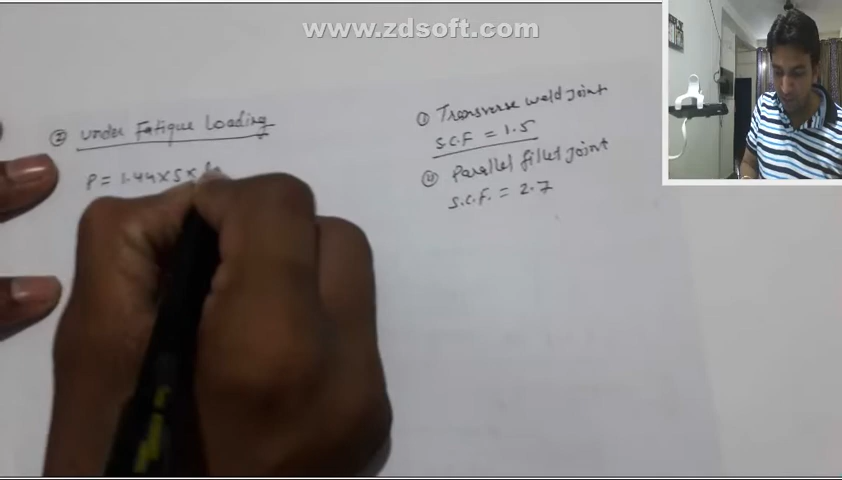 www.zdsoft.com
② Under Fatigue Loading
P = 1.44 × S ×
① Transverse weld joint
S.C.F = 1.5
② Parallel fillet joint
S.C.F. = 2.7